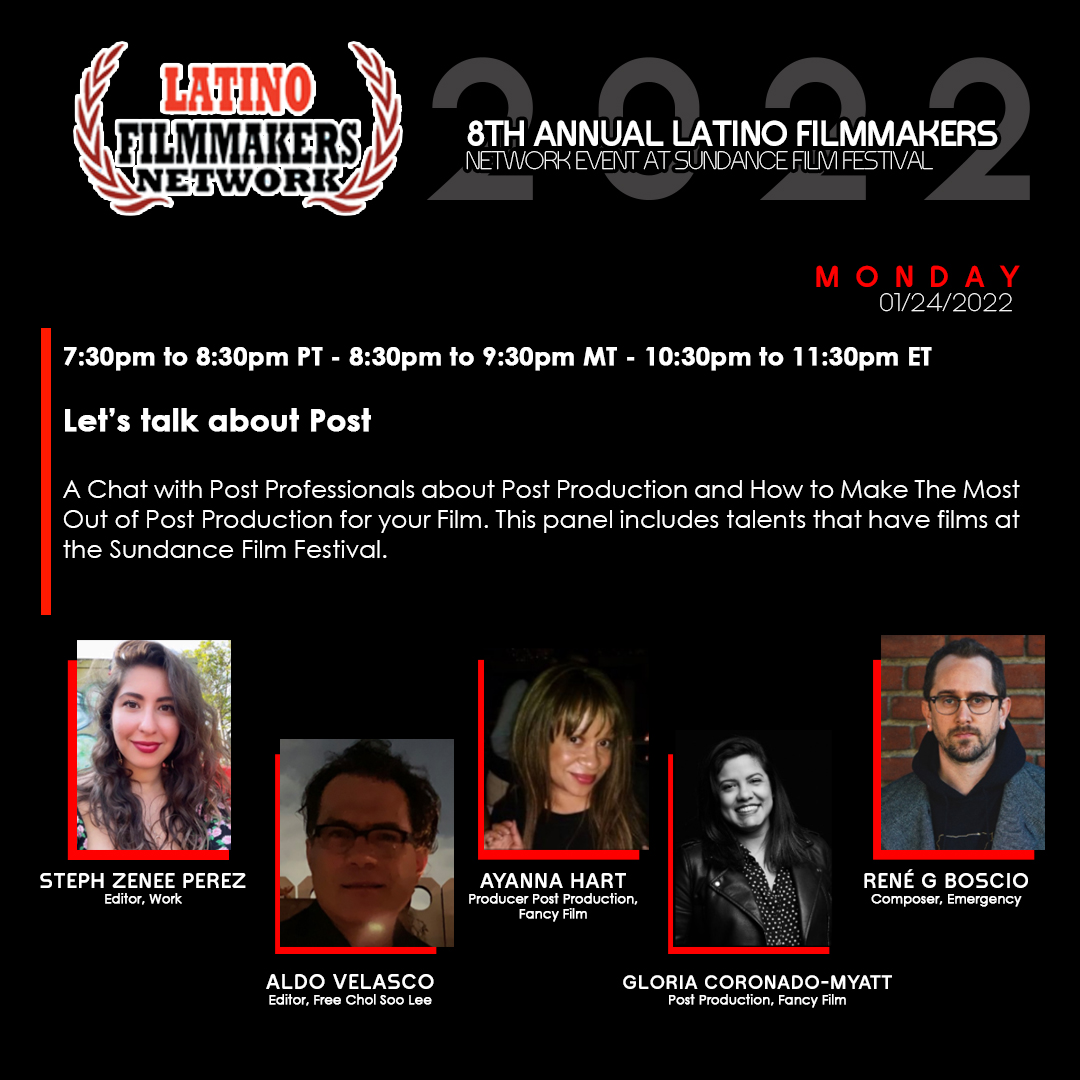 LATINO
FILMMAKERS
NETWORK
2022
8TH ANNUAL LATINO FILMMAKERS
NETWORK EVENT AT SUNDANCE FILM FESTIVAL
MONDAY
01/24/2022
7:30pm to 8:30pm PT - 8:30pm to 9:30pm MT - 10:30pm to 11:30pm ET
Let's talk about Post
A Chat with Post Professionals about Post Production and How to Make The Most
Out of Post Production for your Film. This panel includes talents that have films at
the Sundance Film Festival.
STEPH ZENEE PEREZ
Editor, Work
ALDO VELASCO
Editor, Free Chol Soo Lee
AYANNA HART
Producer Post Production,
Fancy Film
GLORIA CORONADO-MYATT
Post Production, Fancy Film
RENÉ G BOSCIO
Composer, Emergency